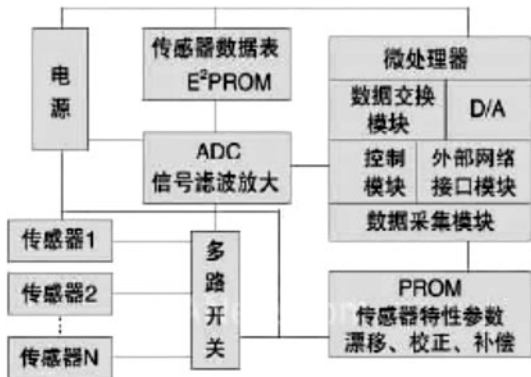 电
源
传感器数据表
E²PROM
微处理器
数据交换
模块
D/A
ADC
信号滤波放大
控制
模块
外部网络
接口模块
数据采集模块
传感器1
传感器2
传感器N
多
路
开
关
PROM
传感器特性参数
漂移、校正、补偿